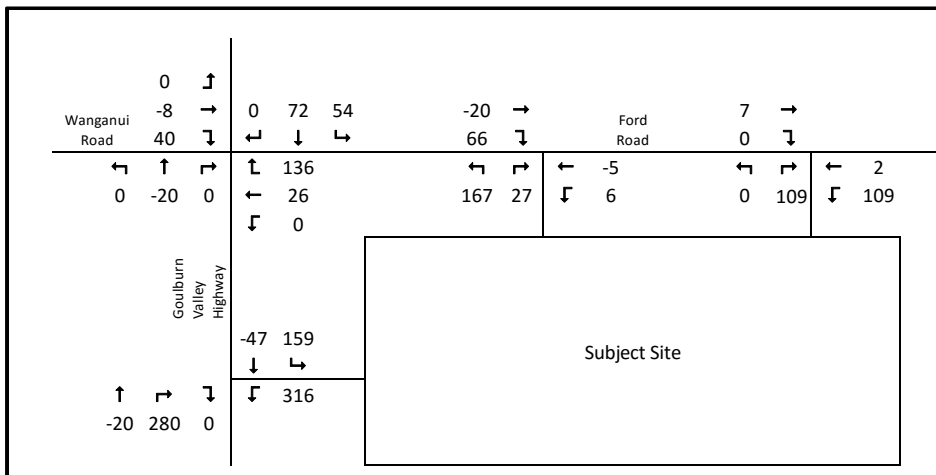 0
-8 0 72 54 -20 7
Wanganui Ford
Road 40 66 Road 0
136 -5 2
0 -20 0 26 167 27 6 0 109 109
0
Goulburn
Valley
Highway
-47 159
Subject Site
316
-20 280 0